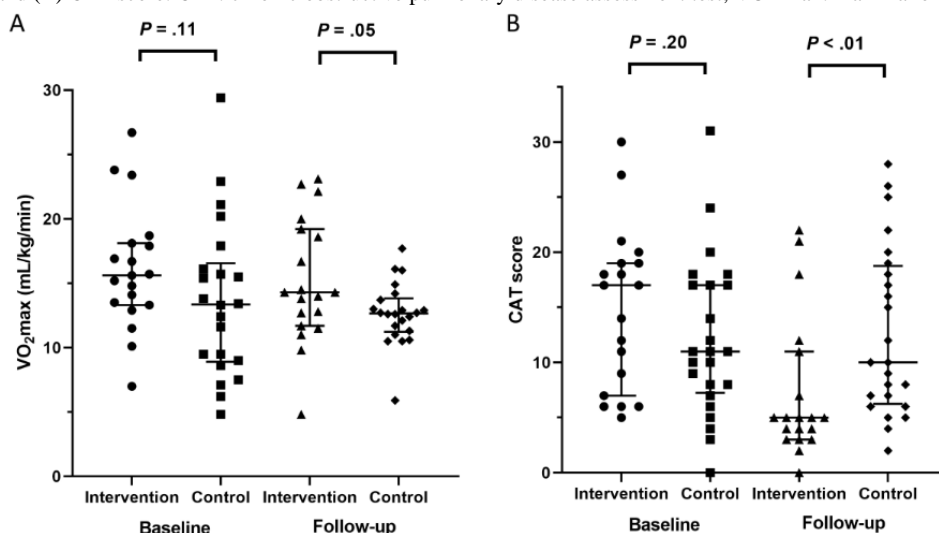 A
P = .11
P = .05
VO2max (mL/kg/min)
30
20
10
0
Intervention Control Intervention Control
Baseline Follow-up
B
P = .20
P < .01
CAT score
30
20
10
0
Intervention Control Intervention Control
Baseline Follow-up